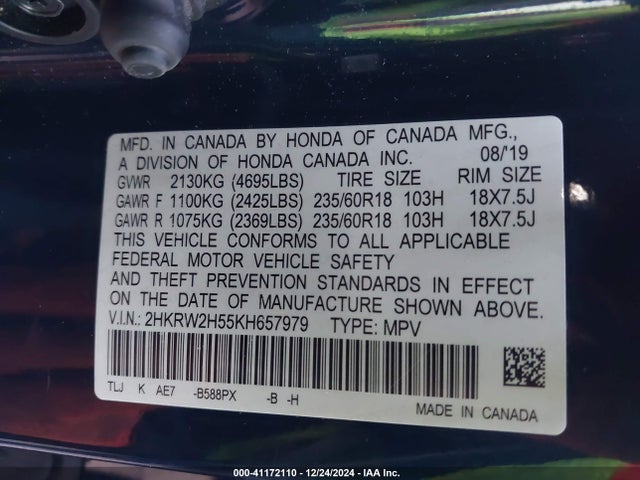 MFD. IN CANADA BY HONDA OF CANADA MFG.,
A DIVISION OF HONDA CANADA INC. 08/'19
GVWR 2130KG (4695LBS) TIRE SIZE RIM SIZE
GAWR F 1100KG (2425LBS) 235/60R18 103H 18X7.5J
GAWR R 1075KG (2369LBS) 235/60R18 103H 18X7.5J
THIS VEHICLE CONFORMS TO ALL APPLICABLE
FEDERAL MOTOR VEHICLE SAFETY
AND THEFT PREVENTION STANDARDS IN EFFECT
ON THE DATE OF MANUFACTURE SHOWN ABOVE.
V.I.N.: 2HKRW2H55KH657979 TYPE: MPV
TLJ K AE7 -B588PX -B -H
MADE IN CANADA
000-41172110 - 12/24/2024 - IAA Inc.